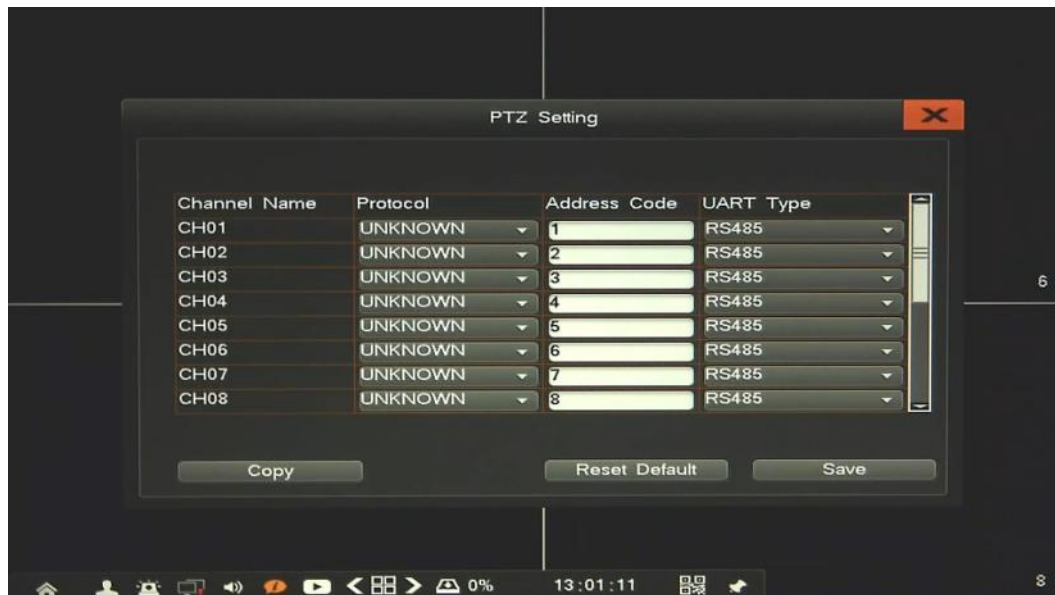 PTZ Setting
Channel Name Protocol Address Code UART Type
CH01 UNKNOWN 1 RS485
CH02 UNKNOWN 2 RS485
CH03 UNKNOWN 3 RS485
CH04 UNKNOWN 4 RS485
CH05 UNKNOWN 5 RS485
CH06 UNKNOWN 6 RS485
CH07 UNKNOWN 7 RS485
CH08 UNKNOWN 8 RS485
6
Copy Reset Default Save
0% 13:01:11
8